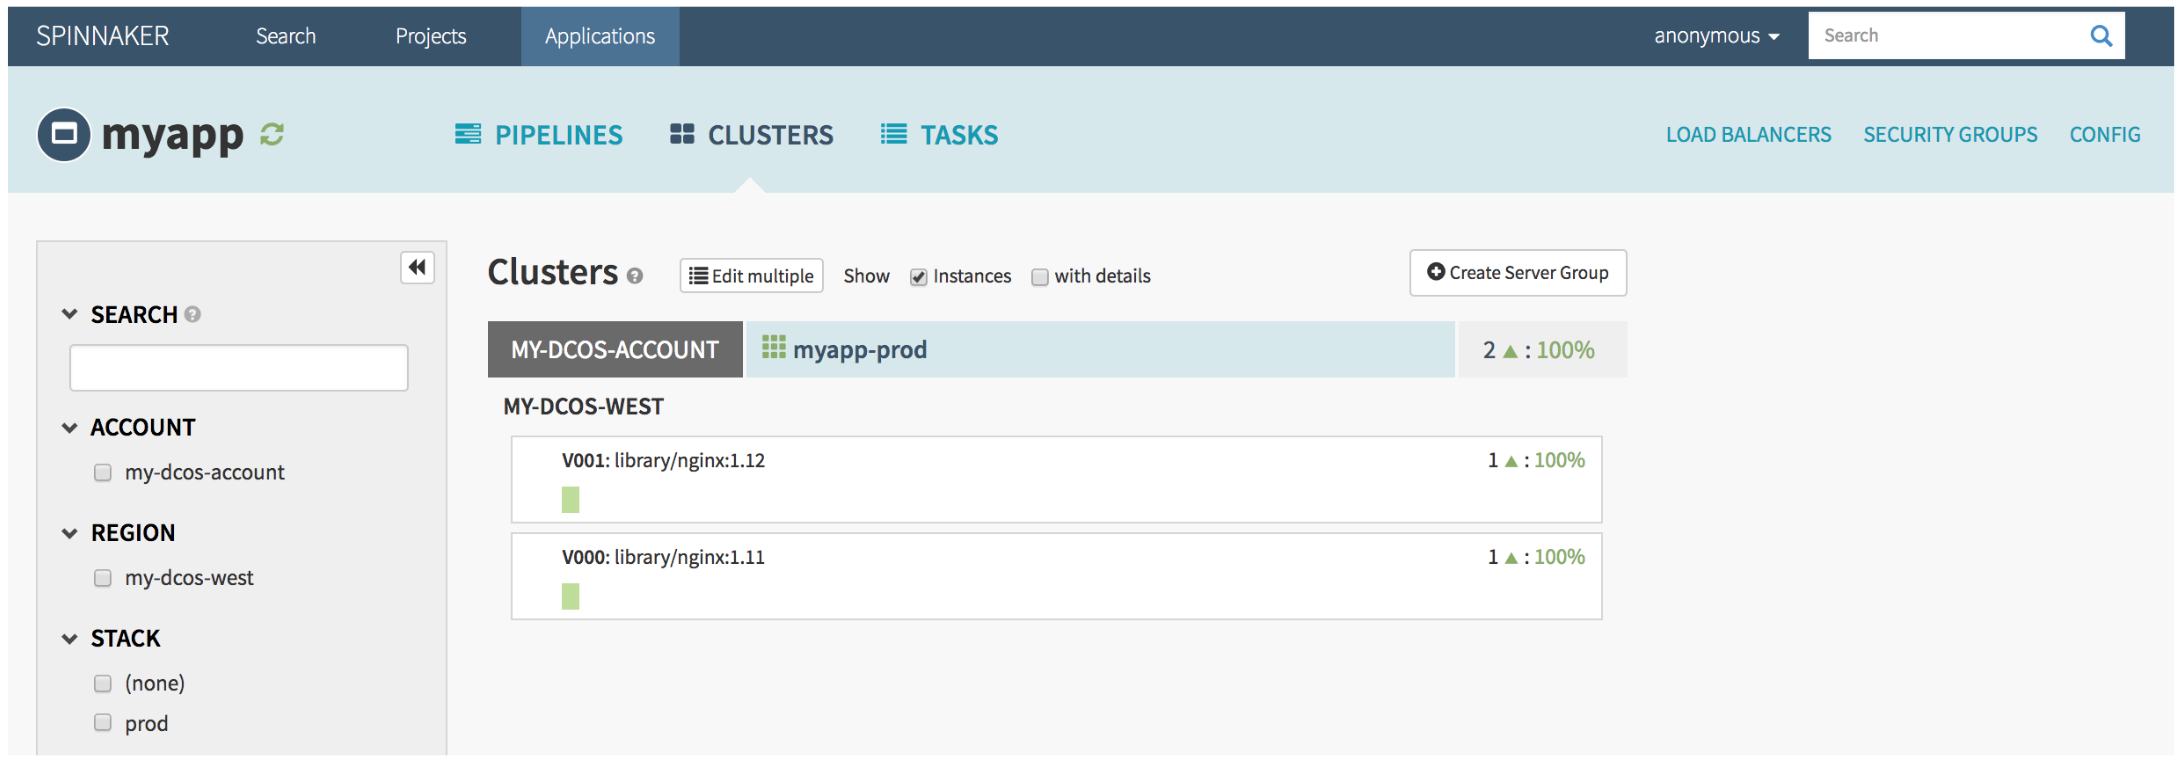 SPINNAKER Search Projects Applications anonymous Search
myapp PIPELINES CLUSTERS TASKS LOAD BALANCERS SECURITY GROUPS CONFIG
Clusters ? Edit multiple Show Instances with details Create Server Group
SEARCH ?
MY-DCOS-ACCOUNT myapp-prod 2 ▲ : 100%
MY-DCOS-WEST
ACCOUNT
my-dcos-account
V001: library/nginx:1.12 1 ▲ : 100%
REGION
my-dcos-west
V000: library/nginx:1.11 1 ▲ : 100%
STACK
(none)
prod